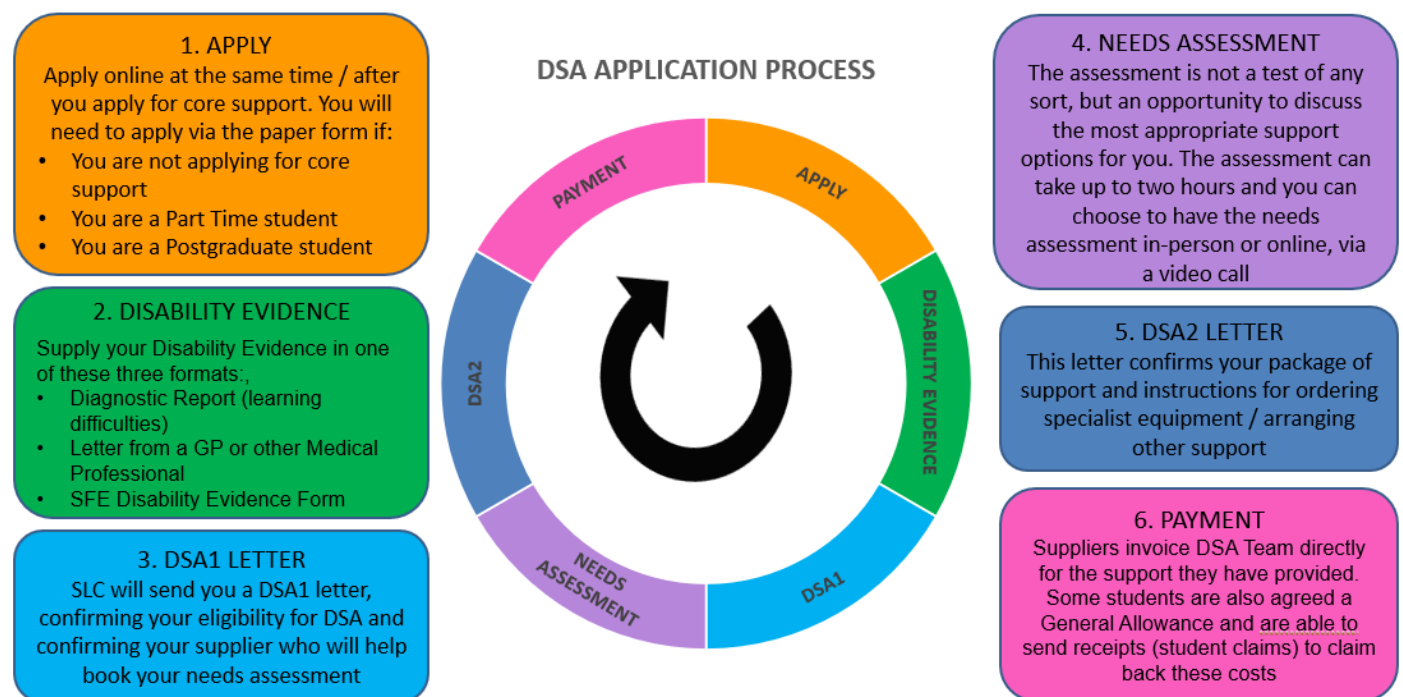 1. APPLY
Apply online at the same time / after
you apply for core support. You will
need to apply via the paper form if:
• You are not applying for core
support
• You are a Part Time student
• You are a Postgraduate student
2. DISABILITY EVIDENCE
Supply your Disability Evidence in one
of these three formats:,
• Diagnostic Report (learning
difficulties)
• Letter from a GP or other Medical
Professional
• SFE Disability Evidence Form
3. DSA1 LETTER
SLC will send you a DSA1 letter,
confirming your eligibility for DSA and
confirming your supplier who will help
book your needs assessment
DSA APPLICATION PROCESS
APPLY
DISABILITY EVIDENCE
DSA1
NEEDS
ASSESSMENT
DSA2
PAYMENT
4. NEEDS ASSESSMENT
The assessment is not a test of any
sort, but an opportunity to discuss
the most appropriate support
options for you. The assessment can
take up to two hours and you can
choose to have the needs
assessment in-person or online, via
a video call
5. DSA2 LETTER
This letter confirms your package of
support and instructions for ordering
specialist equipment / arranging
other support
6. PAYMENT
Suppliers invoice DSA Team directly
for the support they have provided.
Some students are also agreed a
General Allowance and are able to
send receipts (student claims) to claim
back these costs